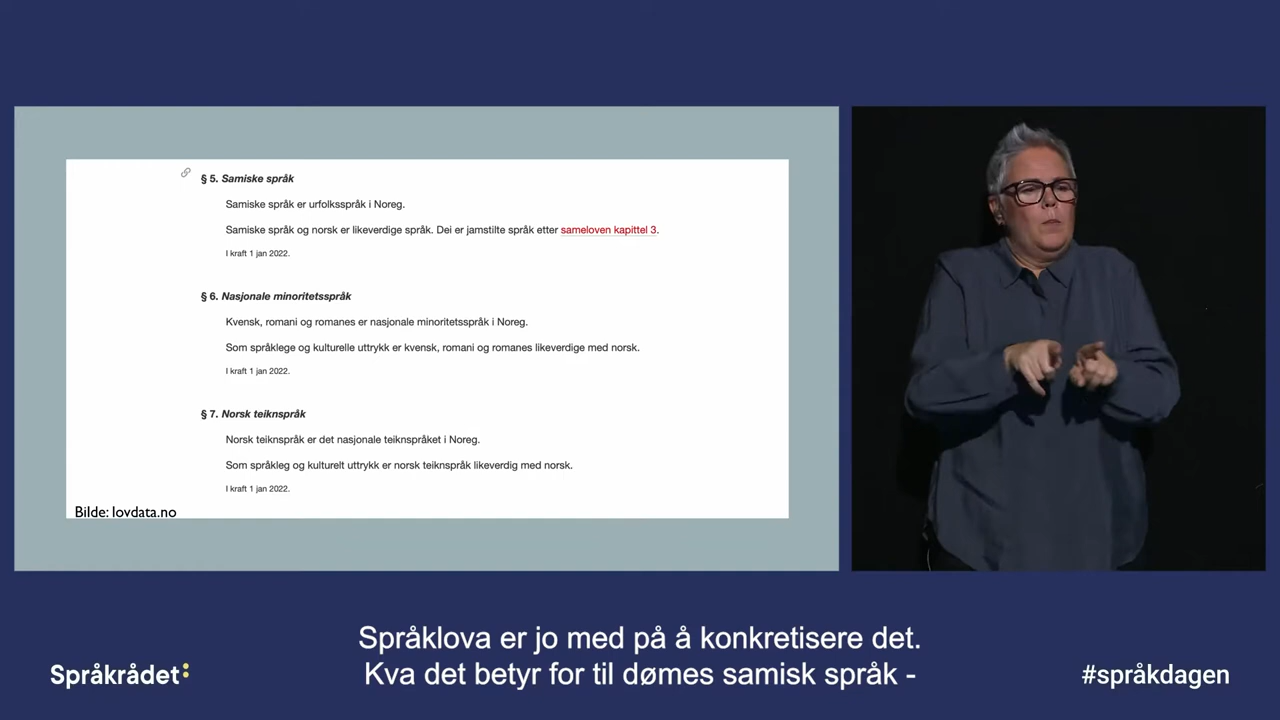 § 5. Samiske språk
Samiske språk er urfolksspråk i Noreg.
Samiske språk og norsk er likeverdige språk. Dei er jamstilte språk etter sameloven kapittel 3.
I kraft 1 jan 2022.
§ 6. Nasjonale minoritetsspråk
Kvensk, romani og romanes er nasjonale minoritetsspråk i Noreg.
Som språklege og kulturelle uttrykk er kvensk, romani og romanes likeverdige med norsk.
I kraft 1 jan 2022.
§ 7. Norsk teiknspråk
Norsk teiknspråk er det nasjonale teiknspråket i Noreg.
Som språkleg og kulturelt uttrykk er norsk teiknspråk likeverdig med norsk.
I kraft 1 jan 2022.
Bilde: lovdata.no
Språklova er jo med på å konkretisere det.
Kva det betyr for til dømes samisk språk -
Språkrådet:
#språkdagen